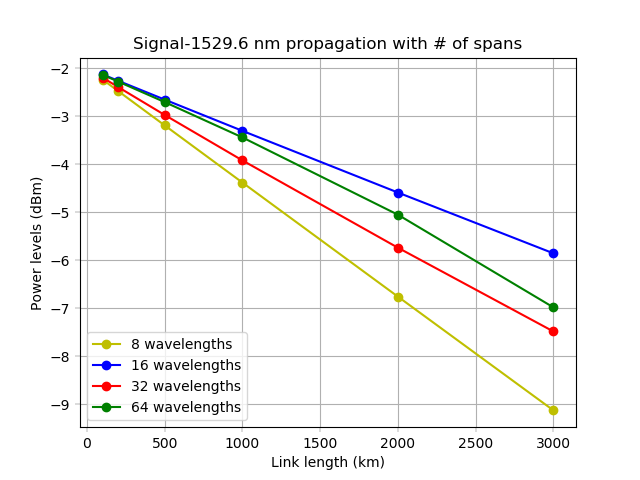 Signal-1529.6 nm propagation with # of spans
Power levels (dBm)
−2
−3
−4
−5
−6
−7
−8
−9
8 wavelengths
16 wavelengths
32 wavelengths
64 wavelengths
0 500 1000 1500 2000 2500 3000
Link length (km)